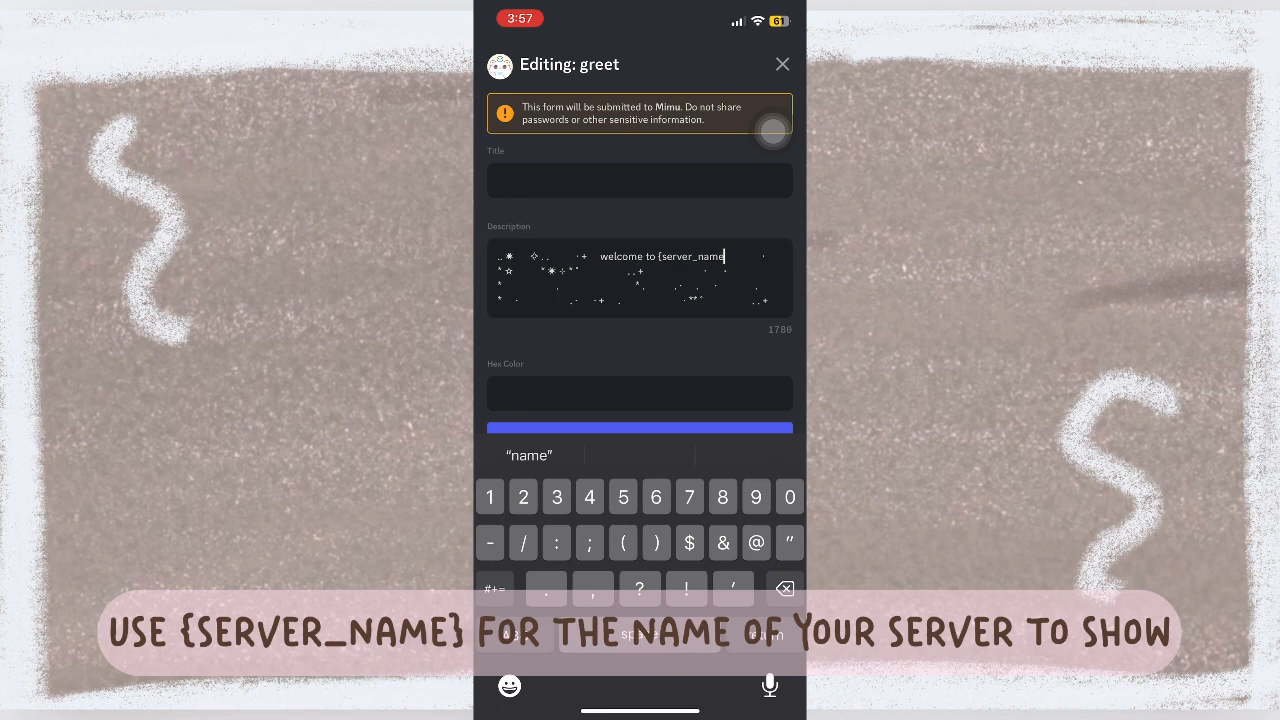 3:57
61
Editing: greet
This form will be submitted to Mimu. Do not share
passwords or other sensitive information.
Title
Description
welcome to {server_name
1780
Hex Color
“name”
1 2 3 4 5 6 7 8 9 0
- / : ; ( ) $ & @ "
#+= . , ? ! '
USE {SERVER_NAME} FOR THE NAME OF YOUR SERVER TO SHOW